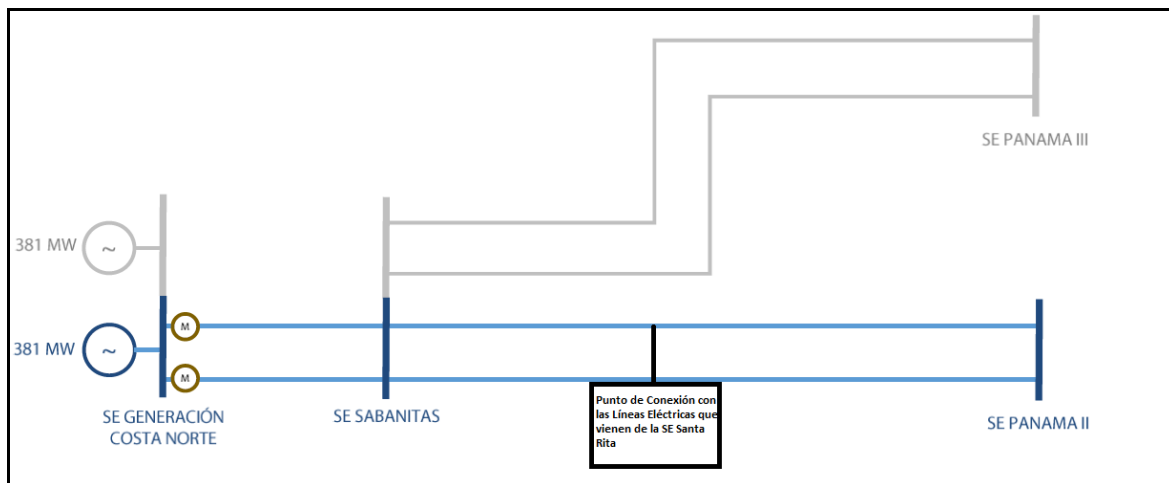 SE PANAMA III
381 MW
~
M
381 MW
~
M
Punto de Conexión con
las Líneas Eléctricas que
vienen de la SE Santa
Rita
SE GENERACIÓN
COSTA NORTE
SE SABANITAS
SE PANAMA II